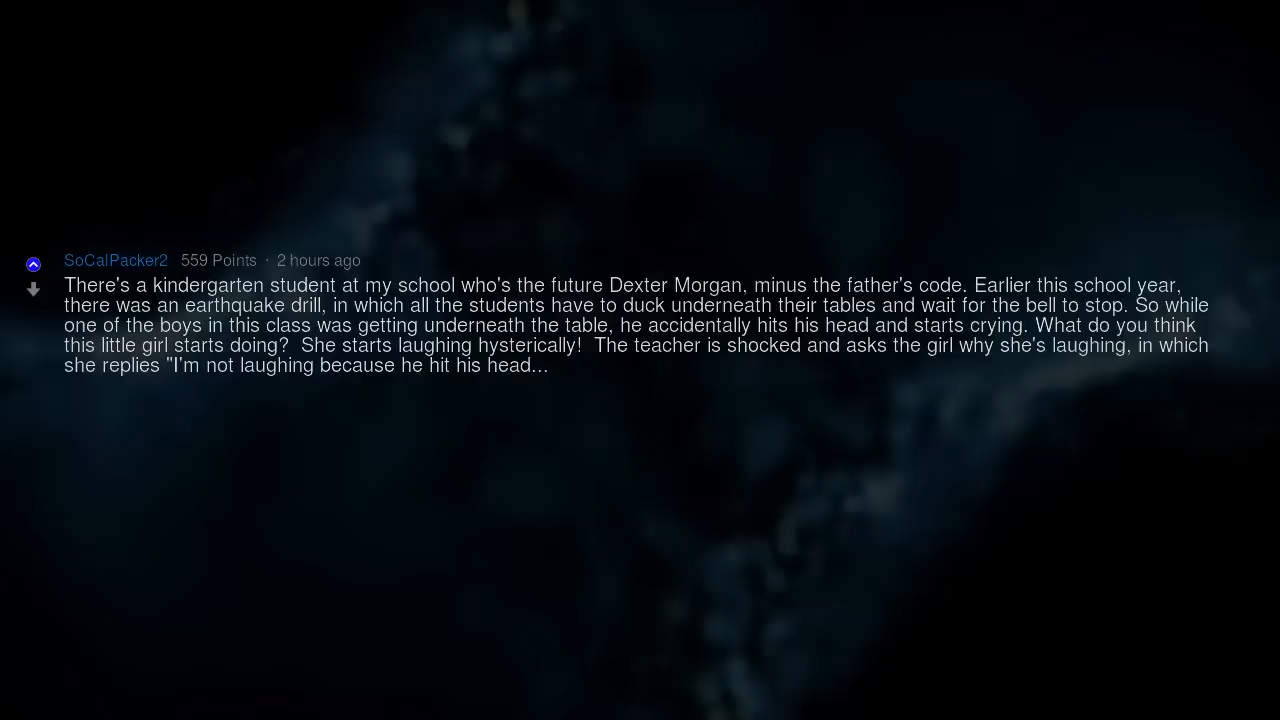 SoCalPacker2 559 Points · 2 hours ago
There's a kindergarten student at my school who's the future Dexter Morgan, minus the father's code. Earlier this school year,
there was an earthquake drill, in which all the students have to duck underneath their tables and wait for the bell to stop. So while
one of the boys in this class was getting underneath the table, he accidentally hits his head and starts crying. What do you think
this little girl starts doing?  She starts laughing hysterically!  The teacher is shocked and asks the girl why she's laughing, in which
she replies "I'm not laughing because he hit his head...